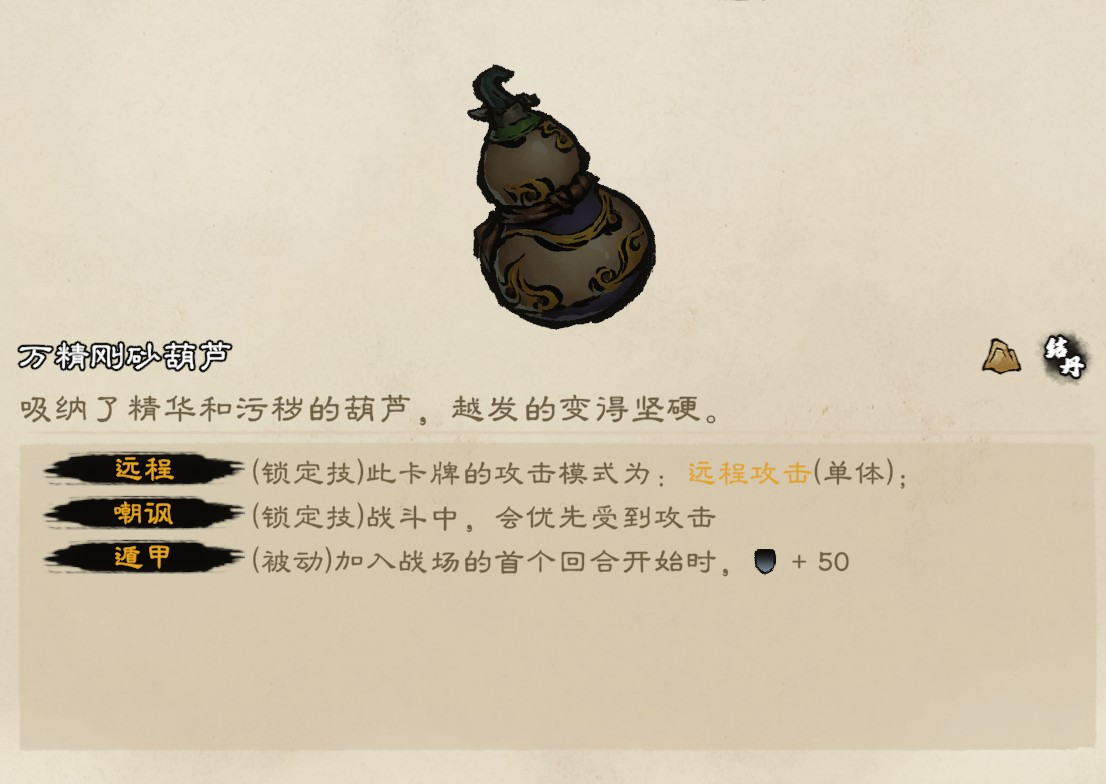 万精刚砂葫芦
结丹
吸纳了精华和污秽的葫芦，越发的变得坚硬。
远程 (锁定技)此卡牌的攻击模式为：远程攻击(单体)；
嘲讽 (锁定技)战斗中，会优先受到攻击
遁甲 (被动)加入战场的首个回合开始时， + 50